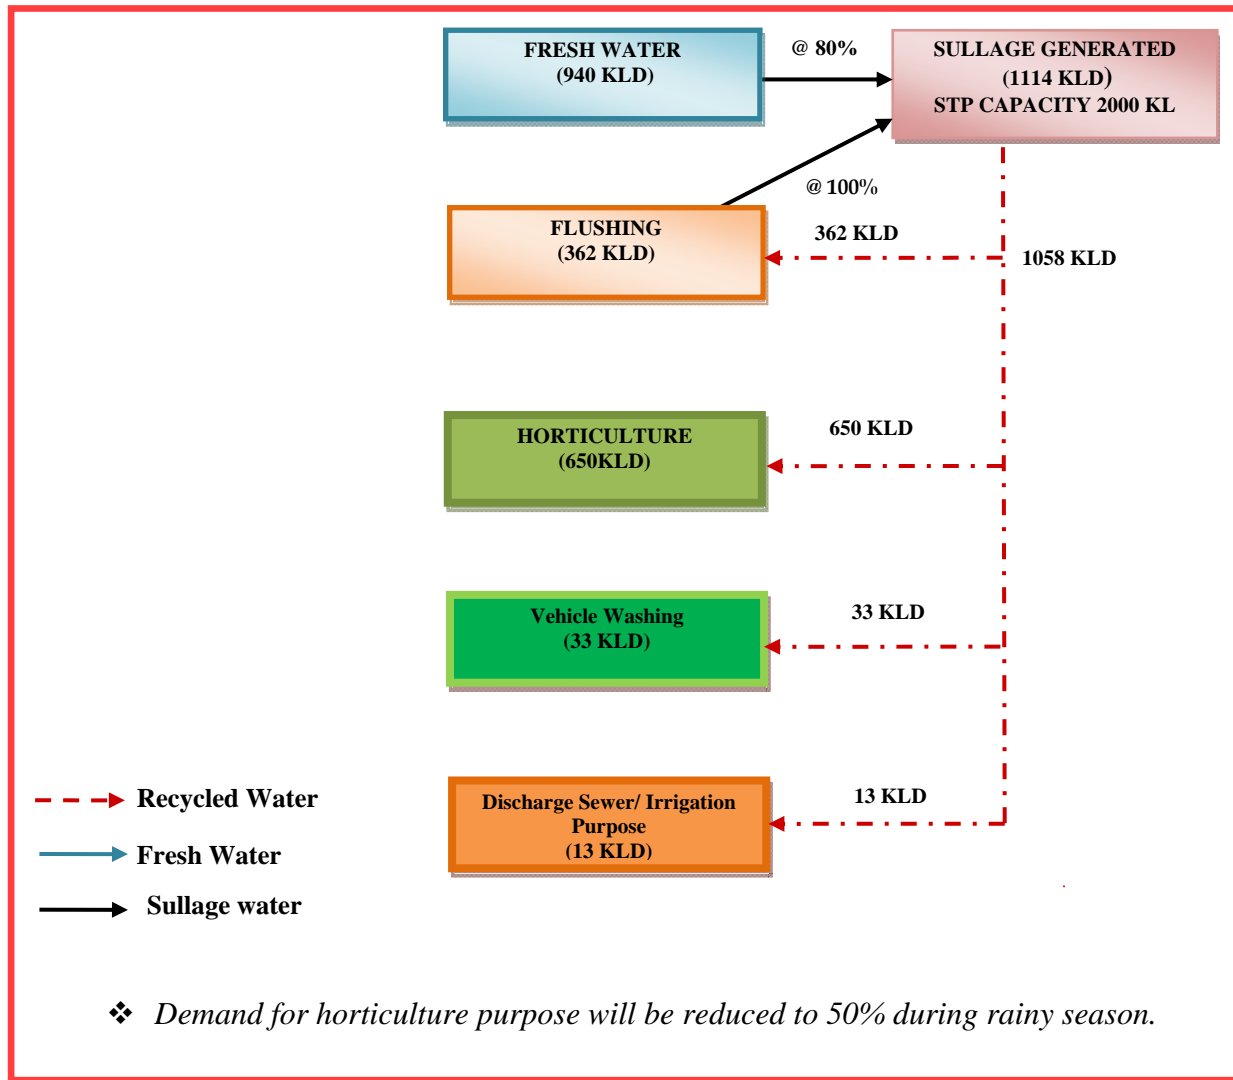 FRESH WATER
(940 KLD)
@ 80%
SULLAGE GENERATED
(1114 KLD)
STP CAPACITY 2000 KL
@ 100%
FLUSHING
(362 KLD)
362 KLD
1058 KLD
HORTICULTURE
(650KLD)
650 KLD
Vehicle Washing
(33 KLD)
33 KLD
Discharge Sewer/ Irrigation
Purpose
(13 KLD)
13 KLD
Recycled Water
Fresh Water
Sullage water
❖ Demand for horticulture purpose will be reduced to 50% during rainy season.